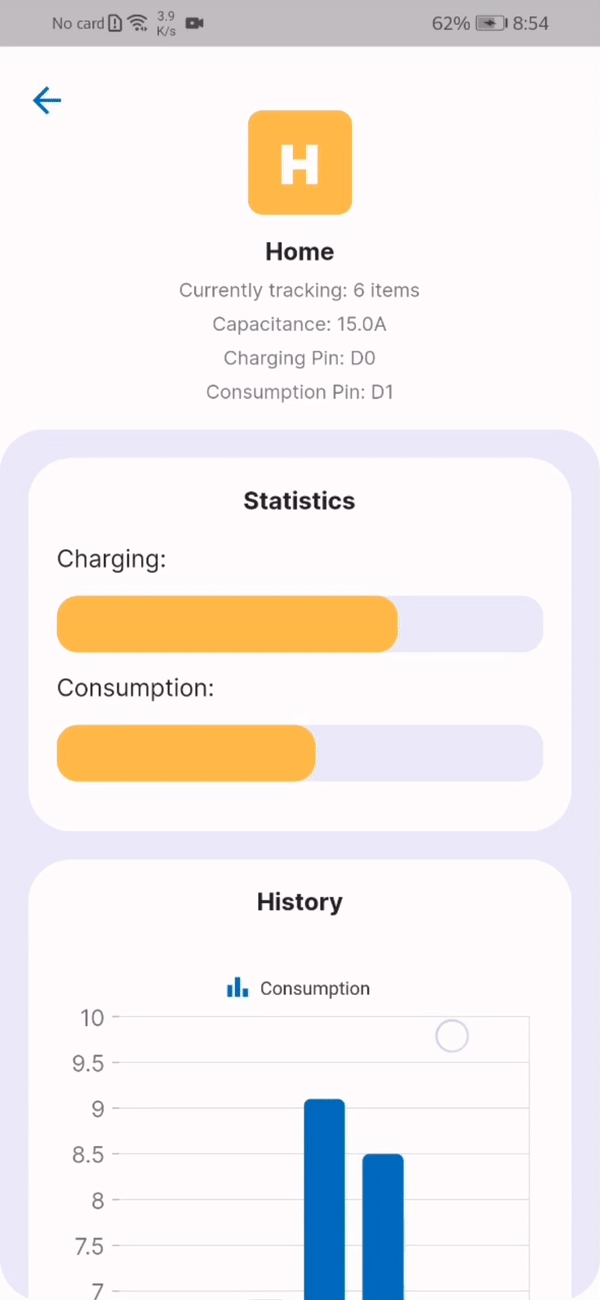 No card 3.9 K/s 62% 8:54
H
Home
Currently tracking: 6 items
Capacitance: 15.0A
Charging Pin: D0
Consumption Pin: D1
Statistics
Charging:
Consumption:
History
Consumption
10
9.5
9
8.5
8
7.5
7